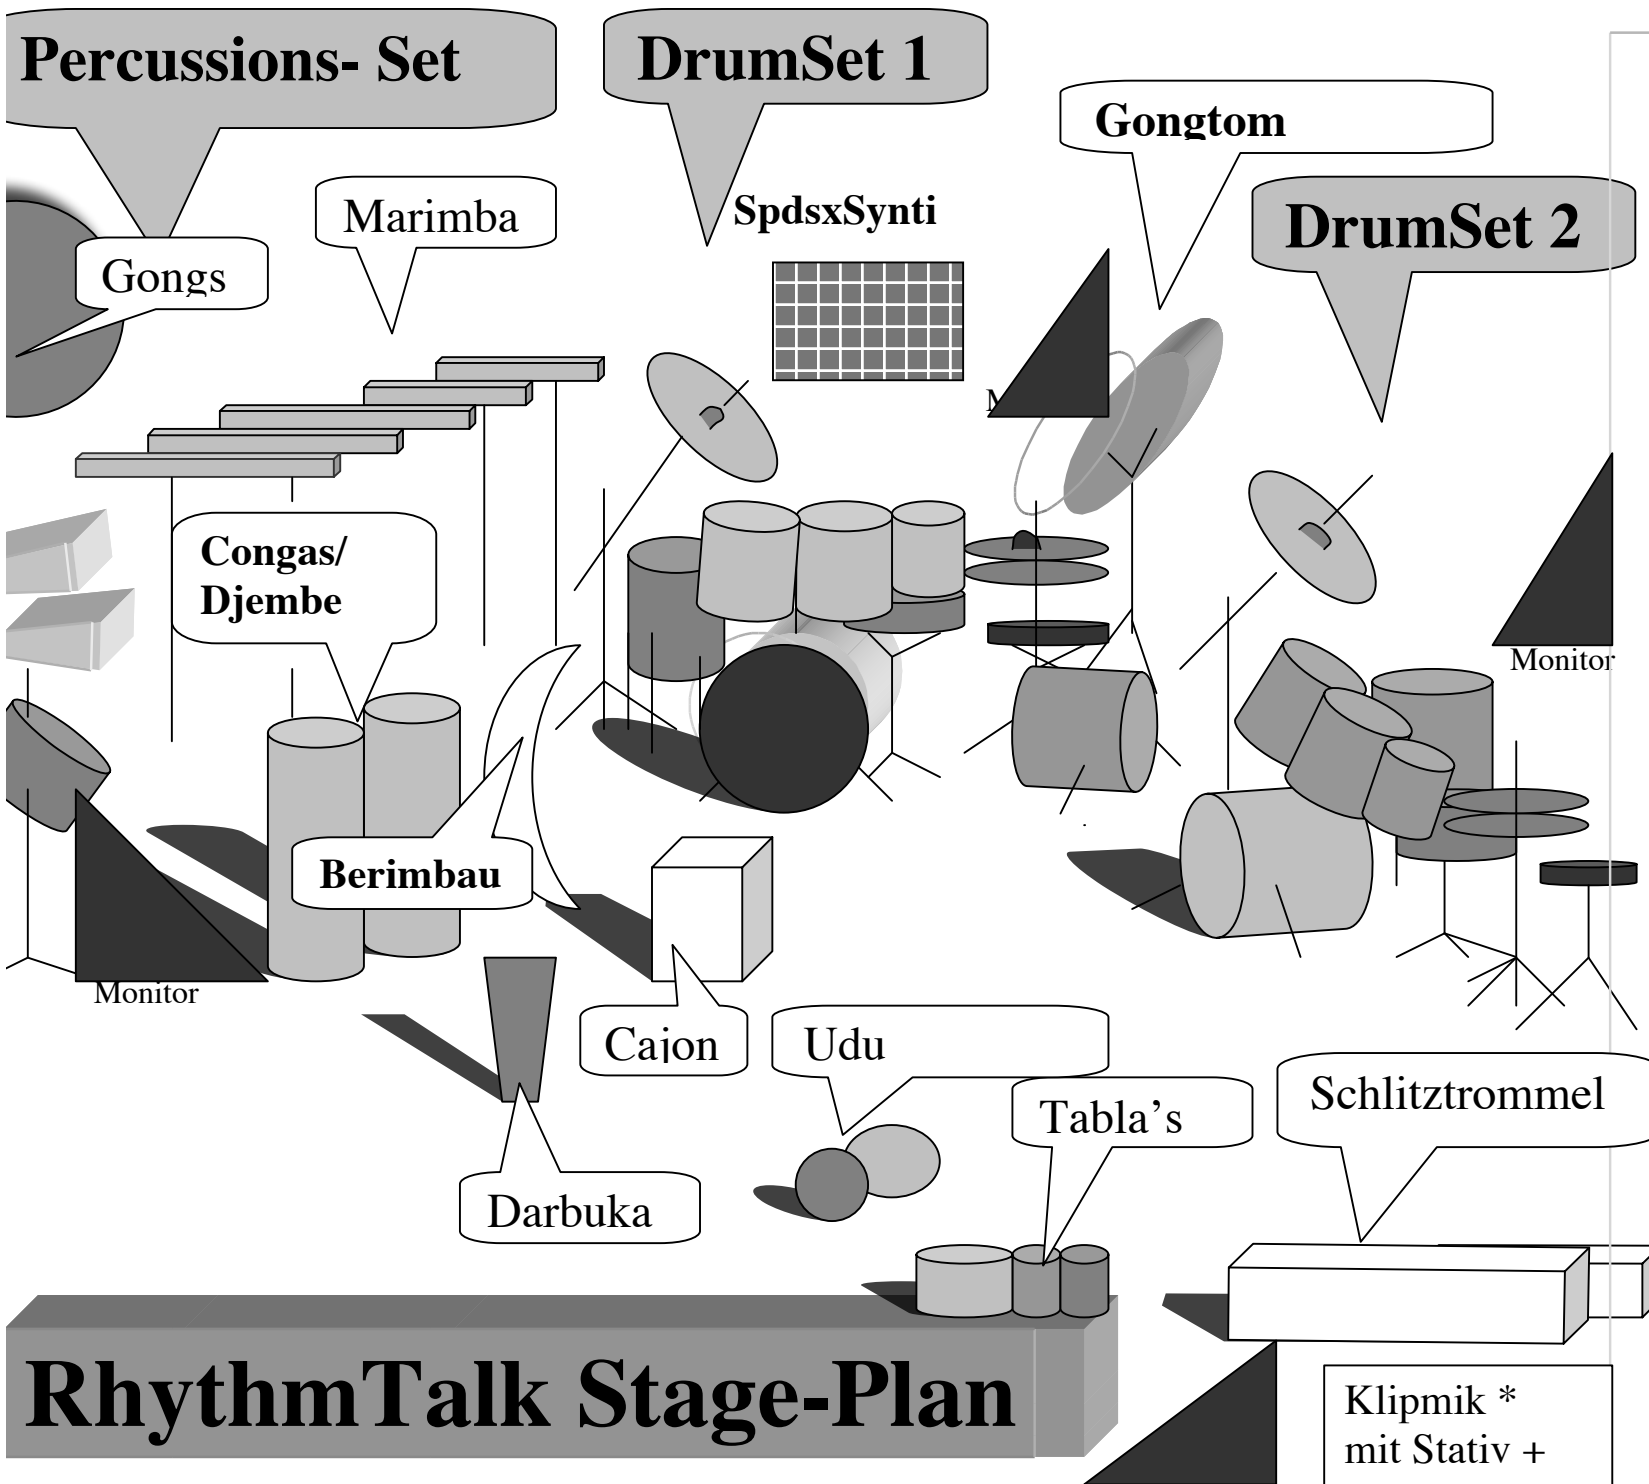 Percussions- Set
DrumSet 1
Gongtom
Marimba
SpdsxSynti
DrumSet 2
Gongs
Congas/
Djembe
Monitor
Berimbau
Monitor
Cajon
Udu
Schlitztrommel
Tabla's
Darbuka
RhythmTalk Stage-Plan
Klipmik *
mit Stativ +